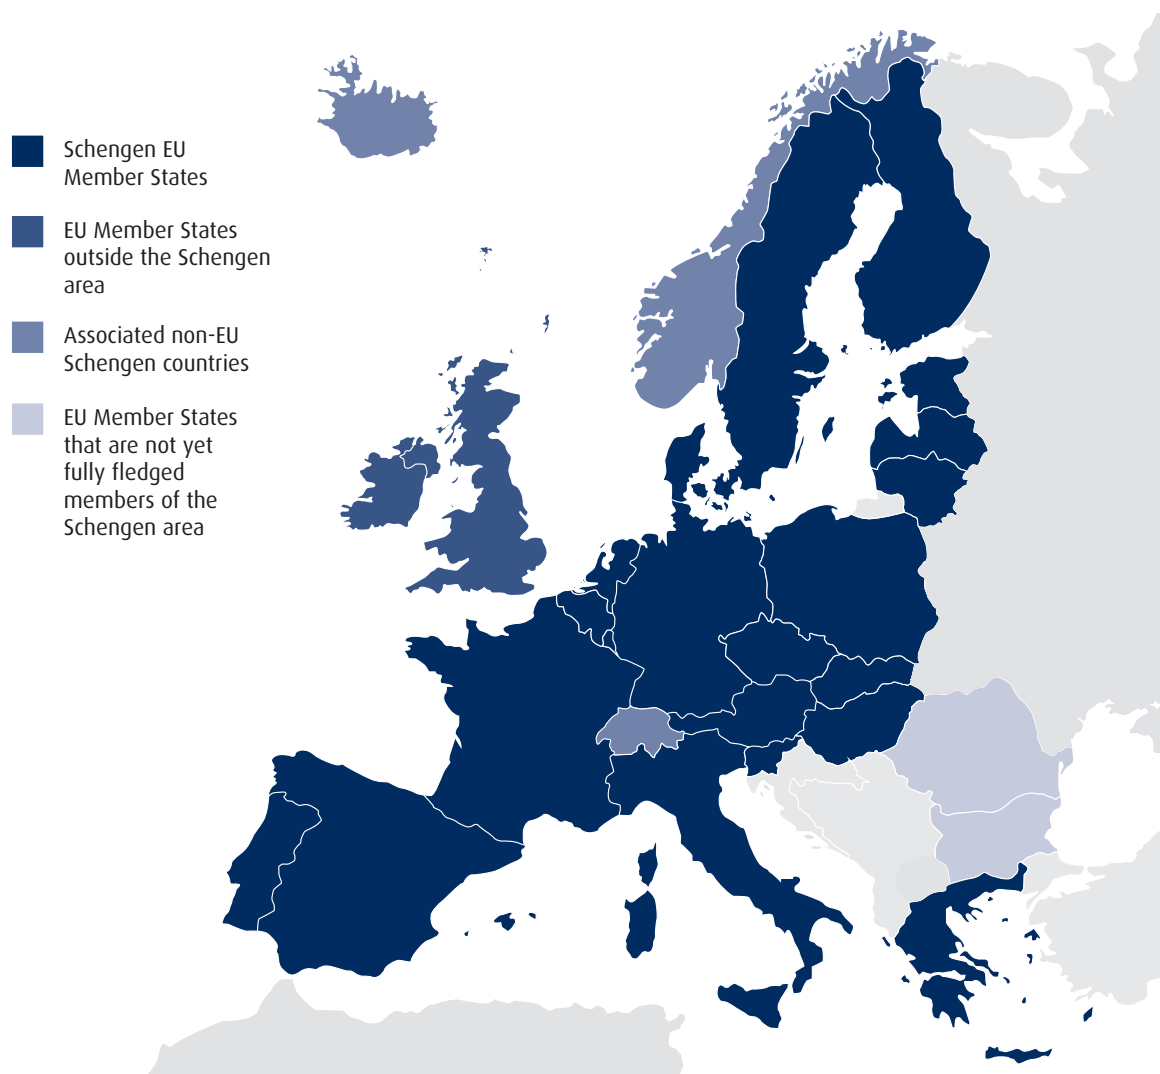 Schengen EU
Member States
EU Member States
outside the Schengen
area
Associated non-EU
Schengen countries
EU Member States
that are not yet
fully fledged
members of the
Schengen area